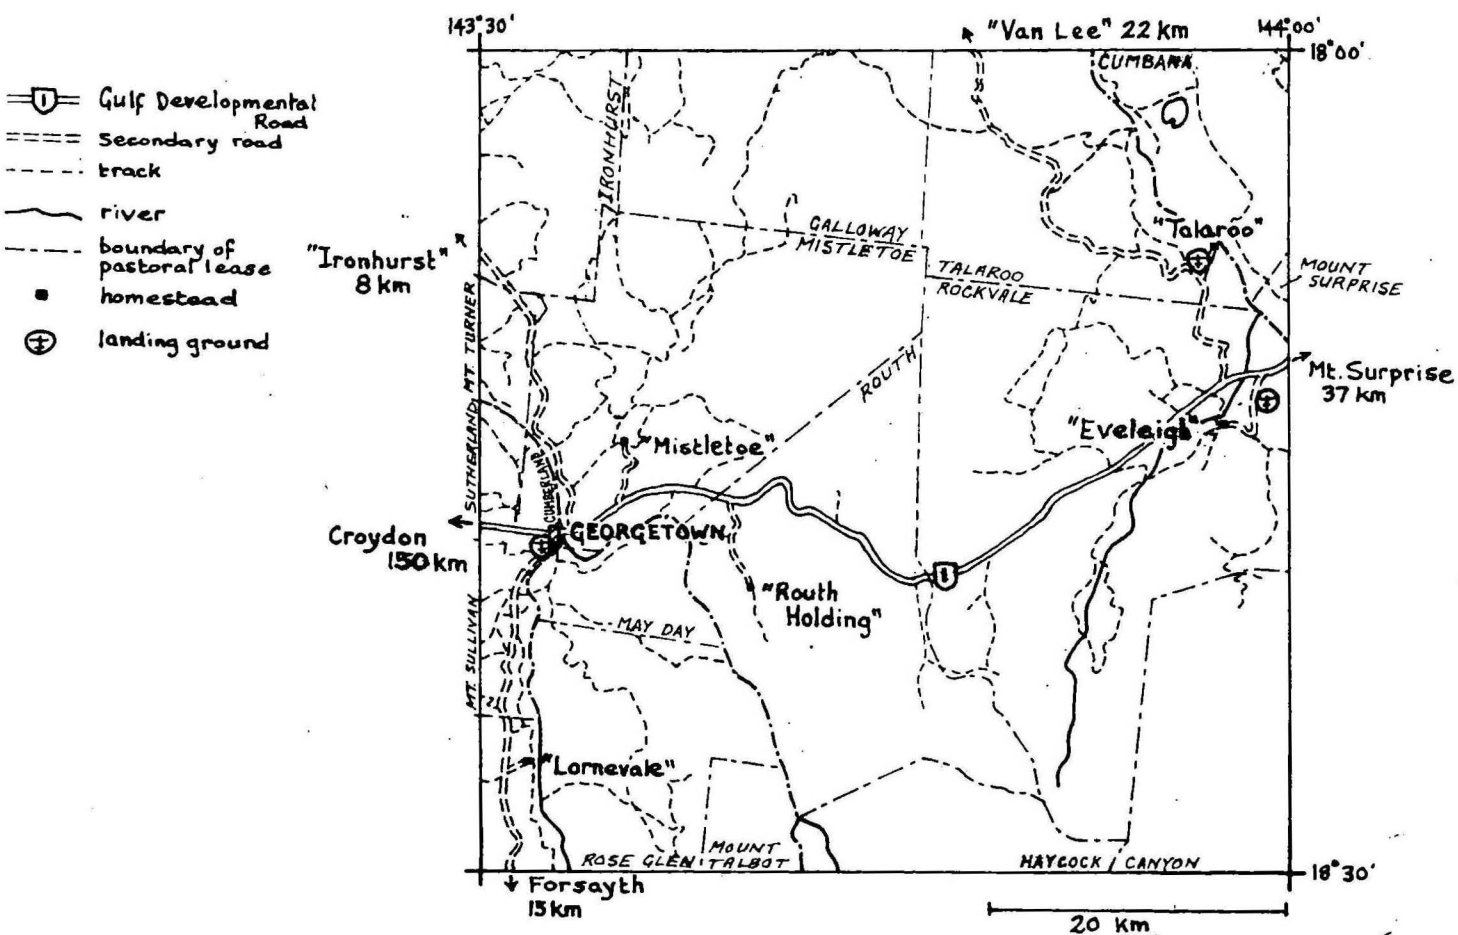 143°30'
"Van Lee" 22 km
144°00'
18°00'
CUMBANA
1
Gulf Developmental
Road
Secondary road
track
river
boundary of
pastoral lease
homestead
landing ground
IRONHURST
"Ironhurst"
8 km
GALLOWAY
MISTLETOE
"Talaroo"
TALAROO
ROCKVALE
MOUNT
SURPRISE
SUTHERLAND, MT. TURNER
ROUTH
Mt. Surprise
37 km
"Eveleigh"
"Mistletoe"
CUMBERLAND
Croydon
150 km
GEORGETOWN
1
"Routh
Holding"
MAY DAY
MT. SULLIVAN
"Lornevale"
ROSE GLEN
MOUNT
TALBOT
HAYCOCK
CANYON
18°30'
Forsayth
15 km
20 km